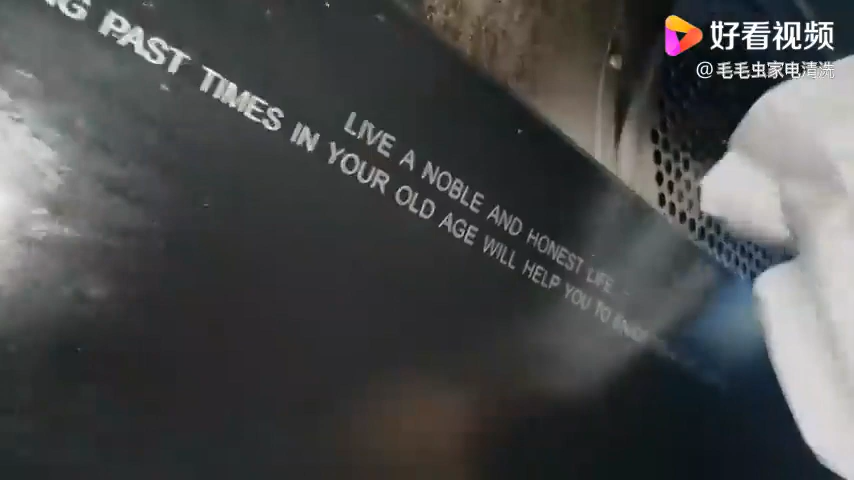 好看视频
@毛毛虫家电清洗
LIVE A NOBLE AND HONEST LIFE
PAST TIMES IN YOUR OLD AGE WILL HELP YOU TO